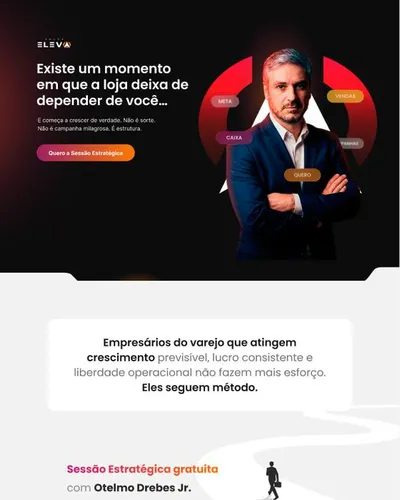 ELEVA
Existe um momento
em que a loja deixa de
depender de você...
E começa a crescer de verdade. Não é sorte.
Não é campanha milagrosa. É estrutura.
Quero a Sessão Estratégica
META
VENDAS
CAIXA
QUERO
Empresários do varejo que atingem
crescimento previsível, lucro consistente e
liberdade operacional não fazem mais esforço.
Eles seguem método.
Sessão Estratégica gratuita
com Otelmo Drebes Jr.